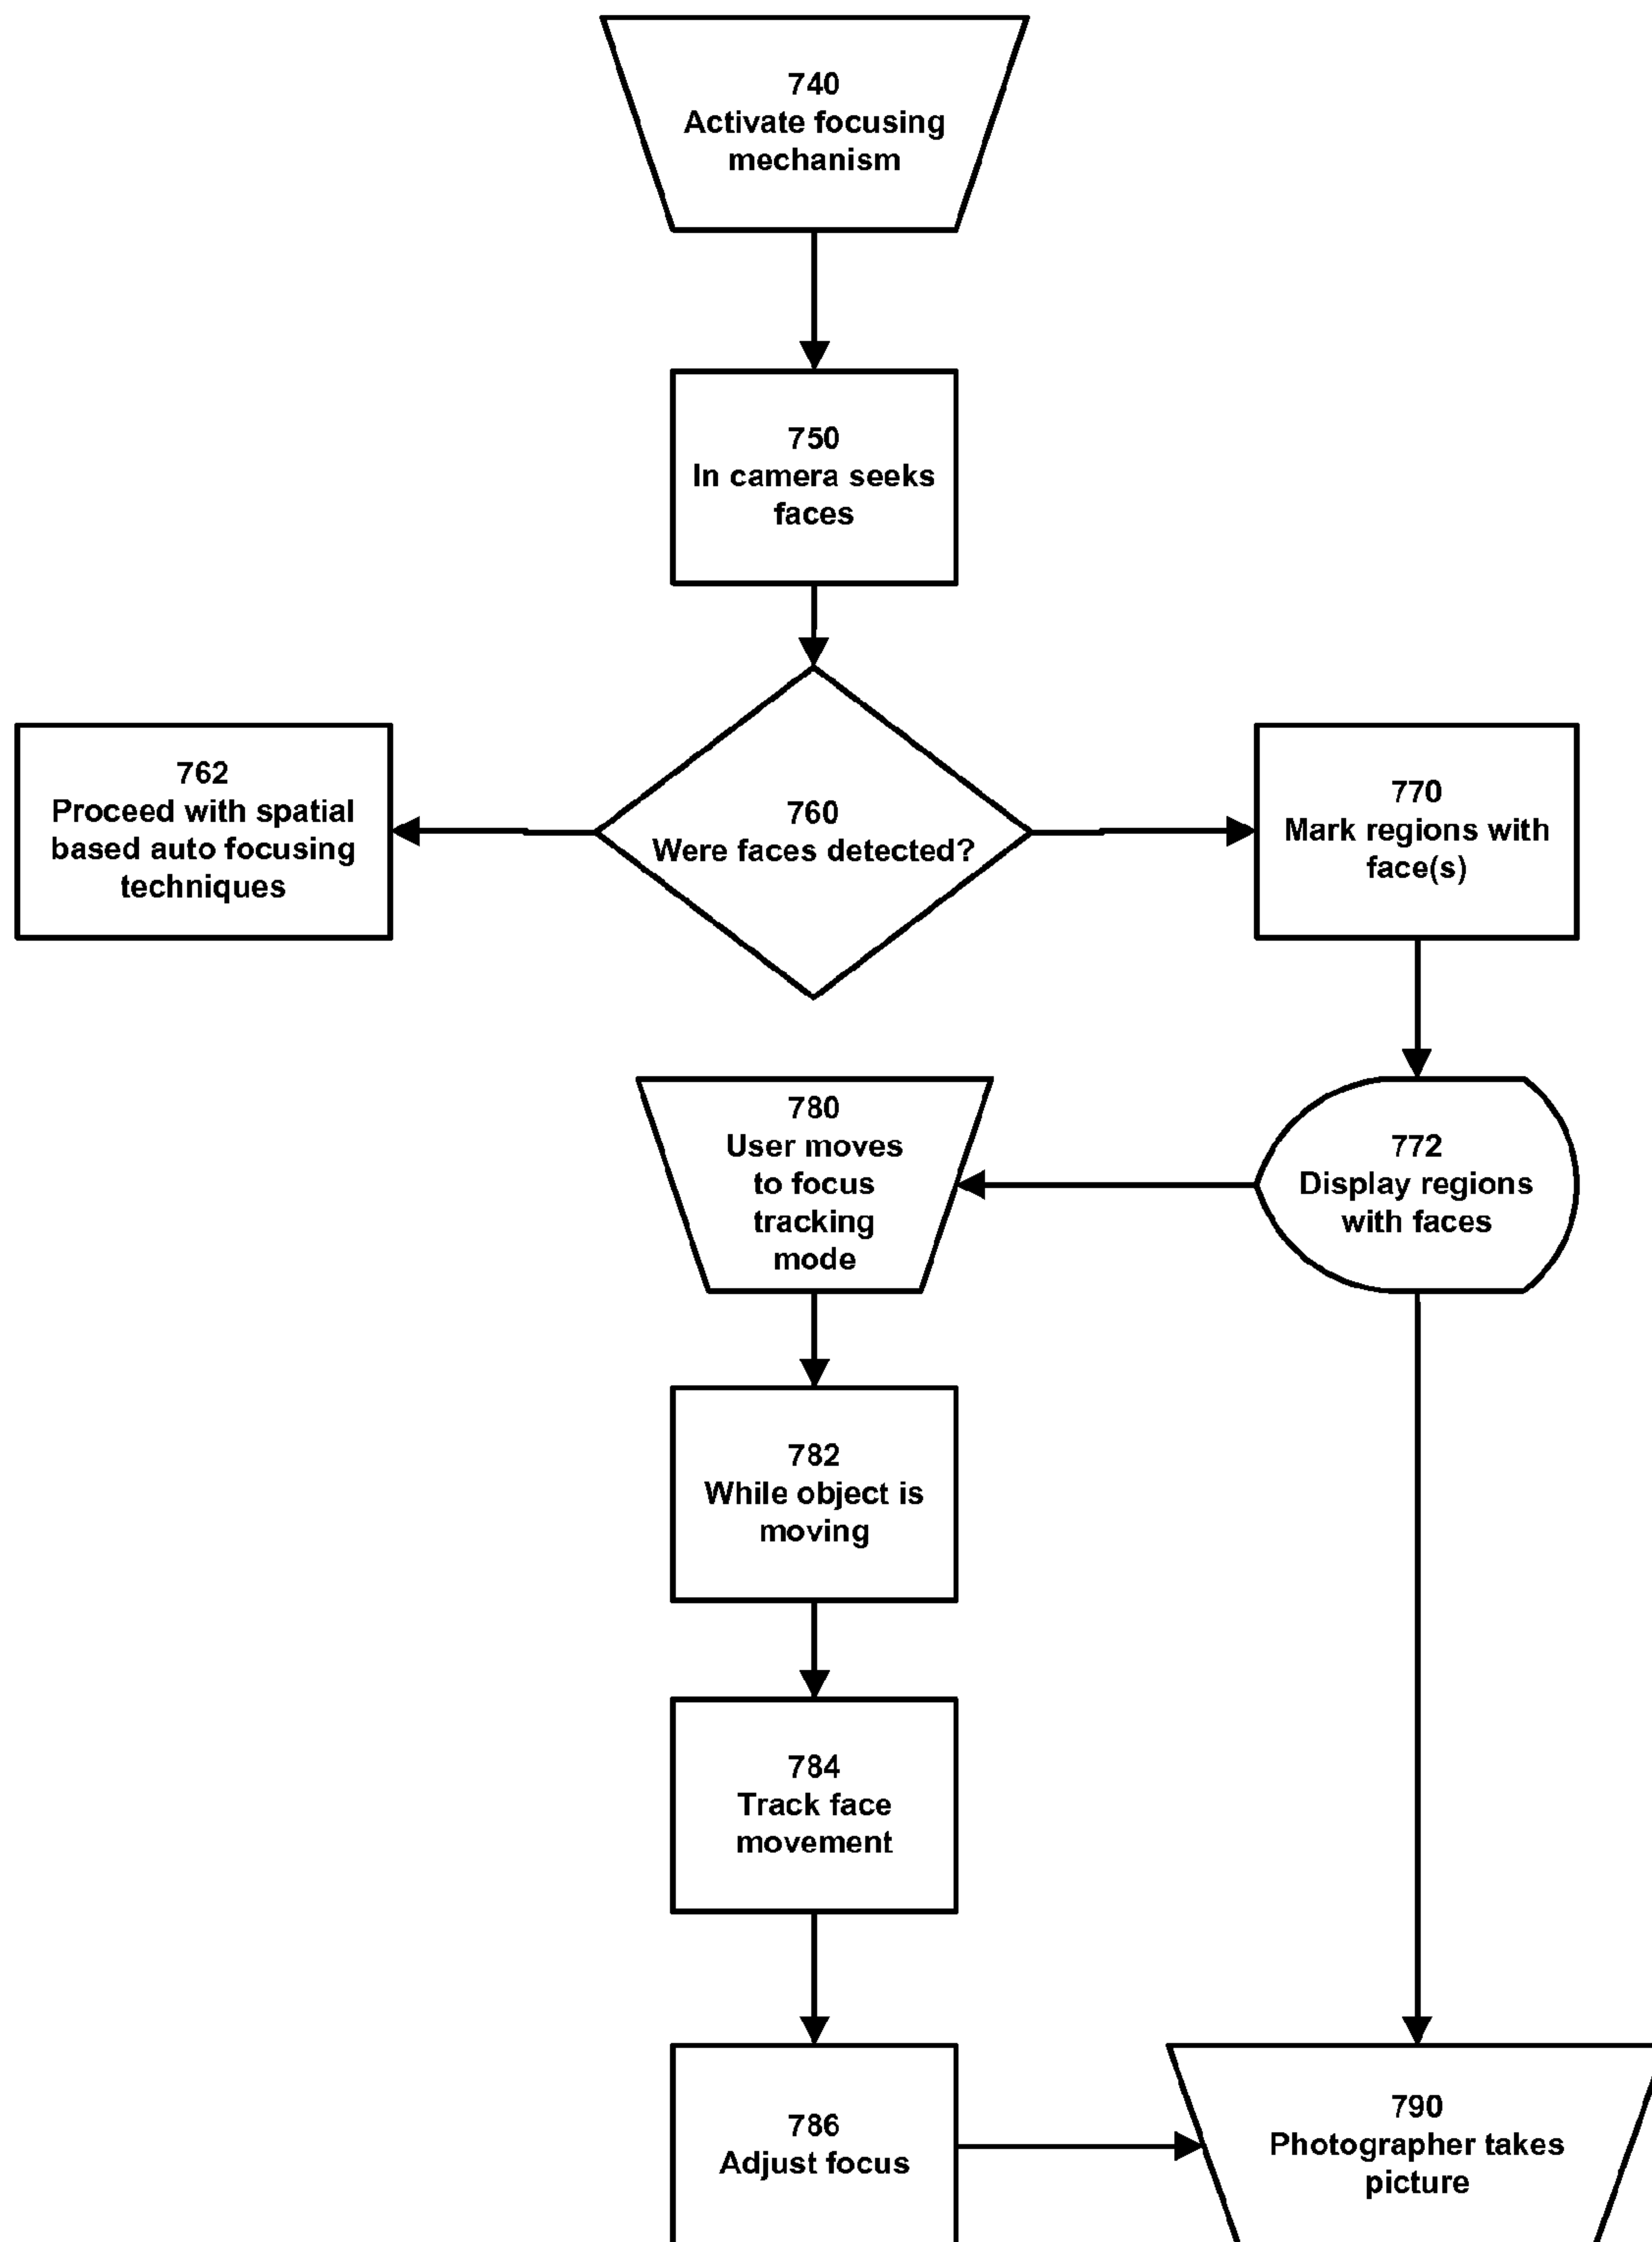 740
Activate focusing
mechanism
750
In camera seeks
faces
762
Proceed with spatial
based auto focusing
techniques
760
Were faces detected?
770
Mark regions with
face(s)
780
User moves
to focus
tracking
mode
772
Display regions
with faces
782
While object is
moving
784
Track face
movement
786
Adjust focus
790
Photographer takes
picture